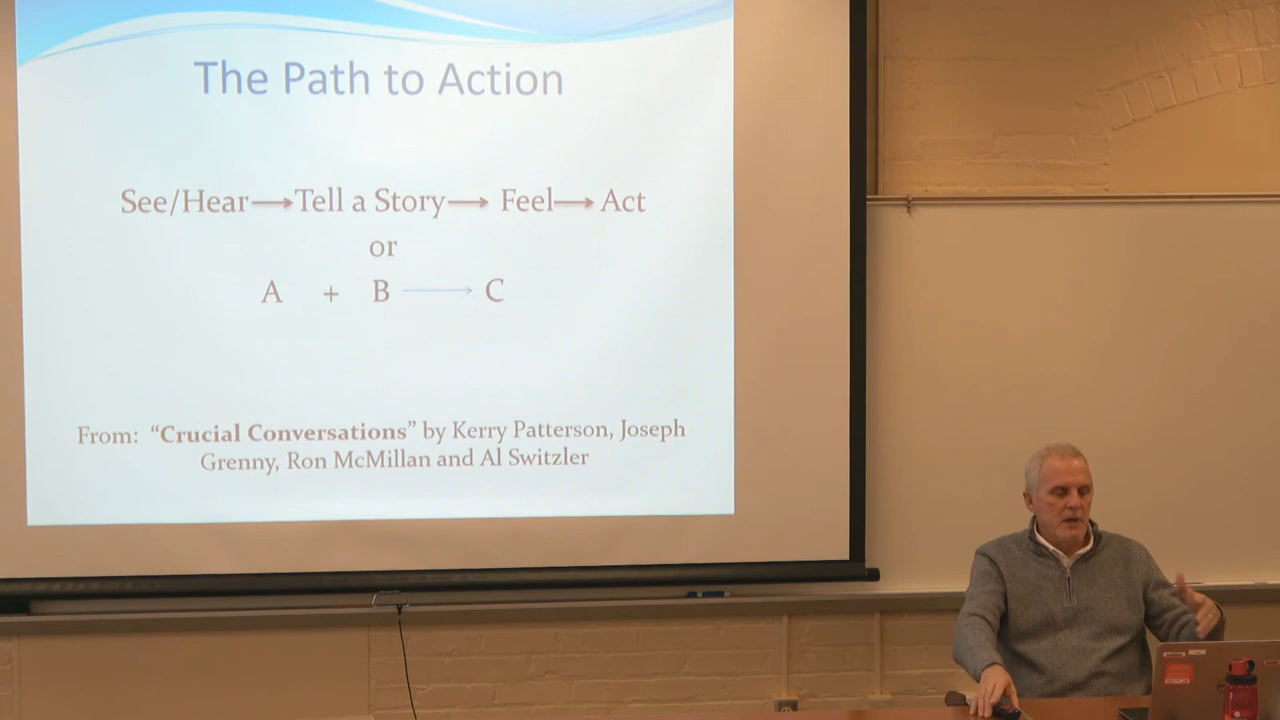 The Path to Action
See/Hear→Tell a Story→ Feel→Act
or
A + B → C
From: “Crucial Conversations” by Kerry Patterson, Joseph
Grenny, Ron McMillan and Al Switzler